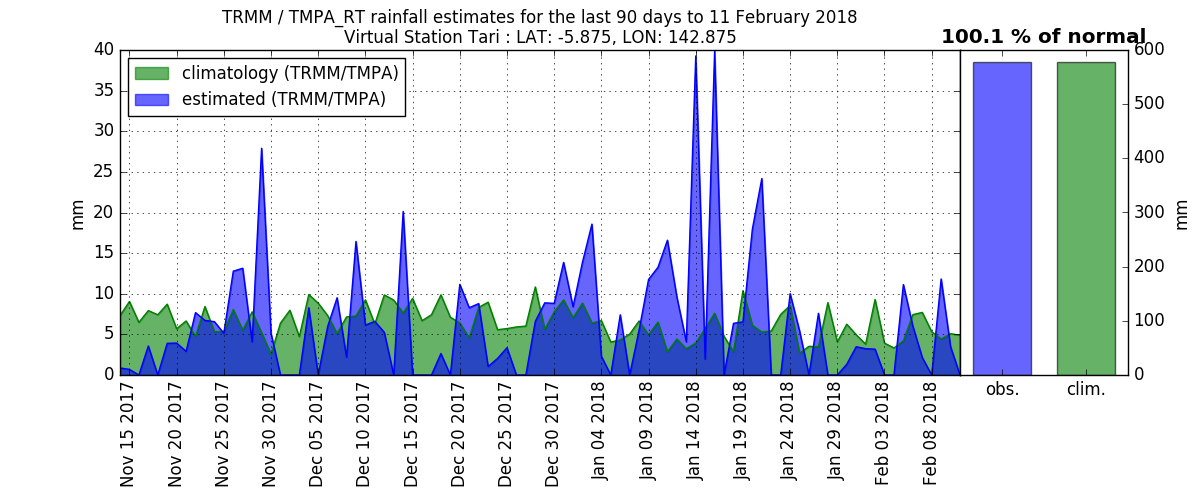 TRMM / TMPA_RT rainfall estimates for the last 90 days to 11 February 2018
Virtual Station Tari : LAT: -5.875, LON: 142.875
100.1 % of normal
climatology (TRMM/TMPA)
estimated (TRMM/TMPA)
mm
40
35
30
25
20
15
10
5
0
Nov 15 2017
Nov 20 2017
Nov 25 2017
Nov 30 2017
Dec 05 2017
Dec 10 2017
Dec 15 2017
Dec 20 2017
Dec 25 2017
Dec 30 2017
Jan 04 2018
Jan 09 2018
Jan 14 2018
Jan 19 2018
Jan 24 2018
Jan 29 2018
Feb 03 2018
Feb 08 2018
obs.
clim.
600
500
400
300
200
100
0
mm